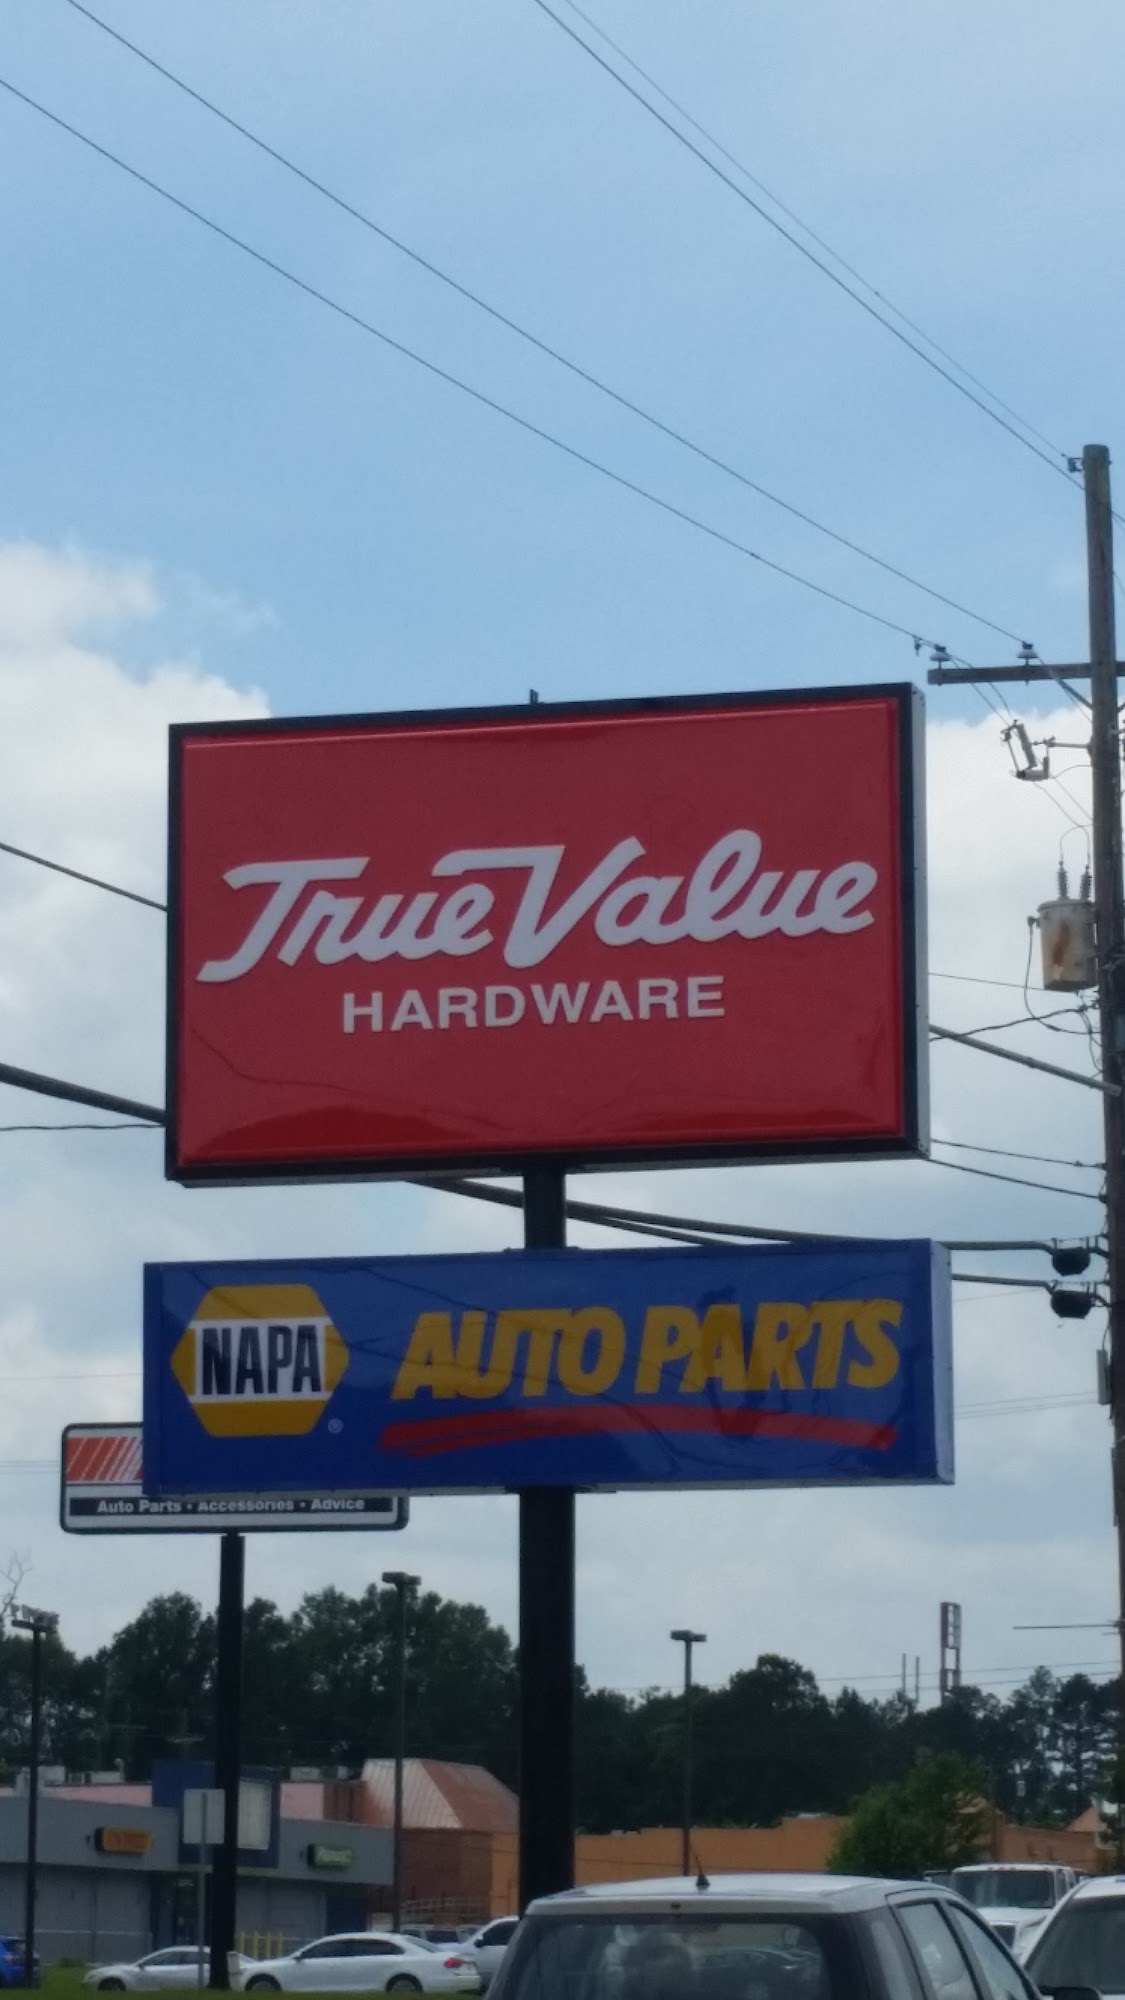 True Value
HARDWARE
NAPA AUTO PARTS
®
Auto Parts • Accessories • Advice